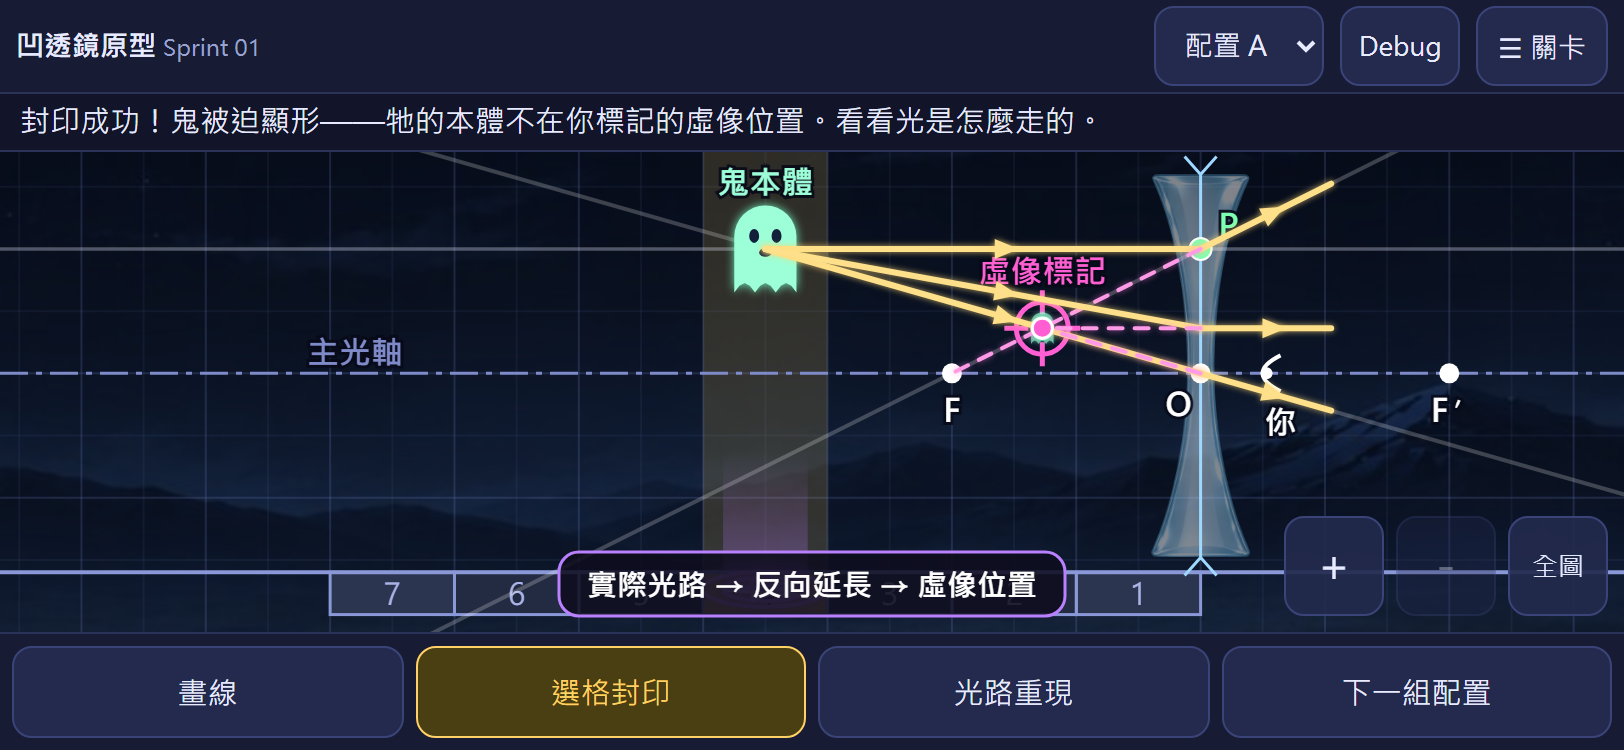 凹透鏡原型 Sprint 01
配置 A
Debug
☰ 關卡
封印成功！鬼被迫顯形——牠的本體不在你標記的虛像位置。看看光是怎麼走的。
鬼本體
P
虛像標記
主光軸
F
O
你
F′
+
-
全圖
7
6
1
實際光路 → 反向延長 → 虛像位置
畫線
選格封印
光路重現
下一組配置